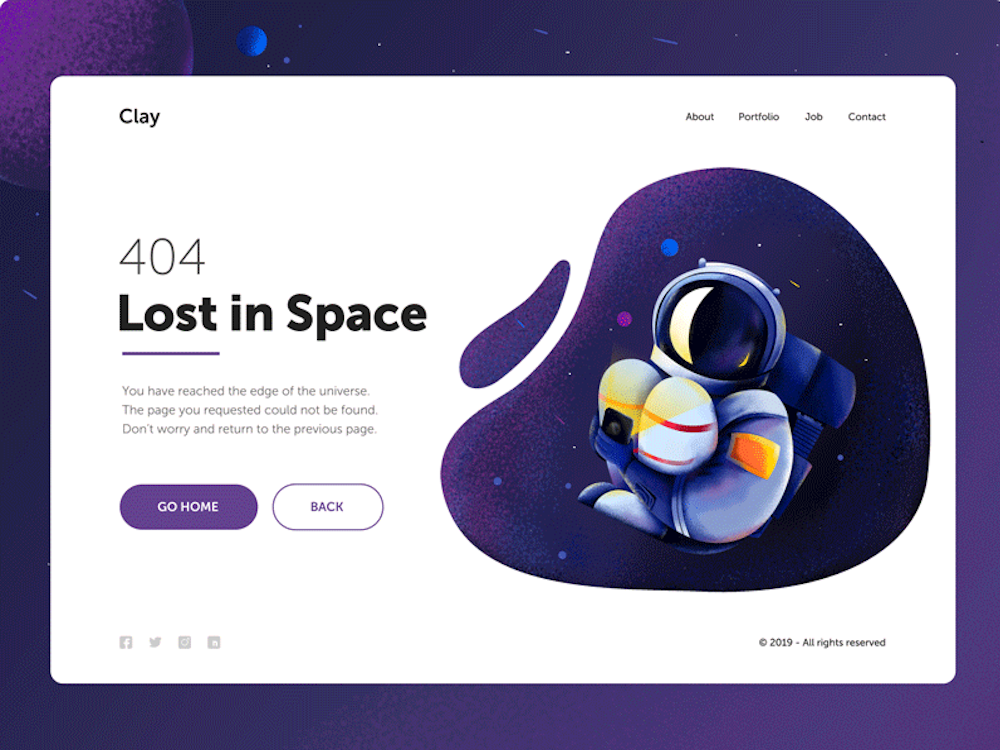 Clay
About Portfolio Job Contact
404
Lost in Space
You have reached the edge of the universe.
The page you requested could not be found.
Don't worry and return to the previous page.
GO HOME BACK
© 2019 - All rights reserved